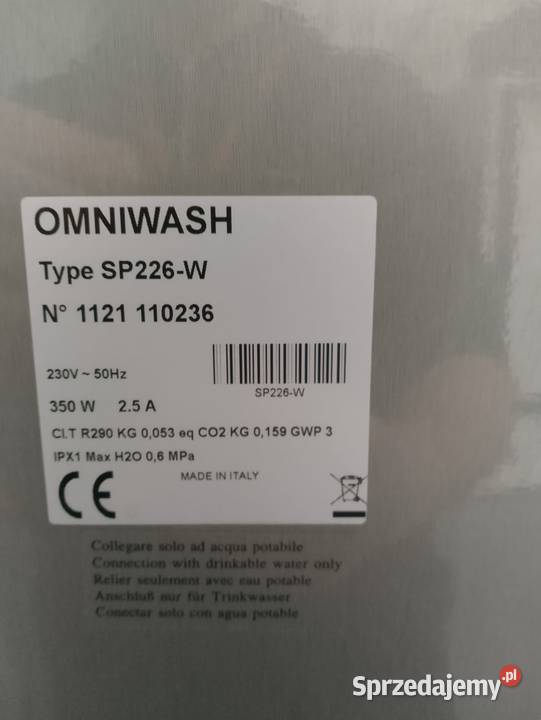 OMNIWASH
Type SP226-W
N° 1121 110236
230V ~ 50Hz
SP226-W
350 W 2.5 A
CI.T R290 KG 0,053 eq CO2 KG 0,159 GWP 3
IPX1 Max H2O 0,6 MPa
MADE IN ITALY
CE
Collegare solo ad acqua potabile
Connection with drinkable water only
Relier seulement avec eau potable
Anschluß nur für Trinkwasser
Conectar solo con agua potable
Sprzedajemy.pl